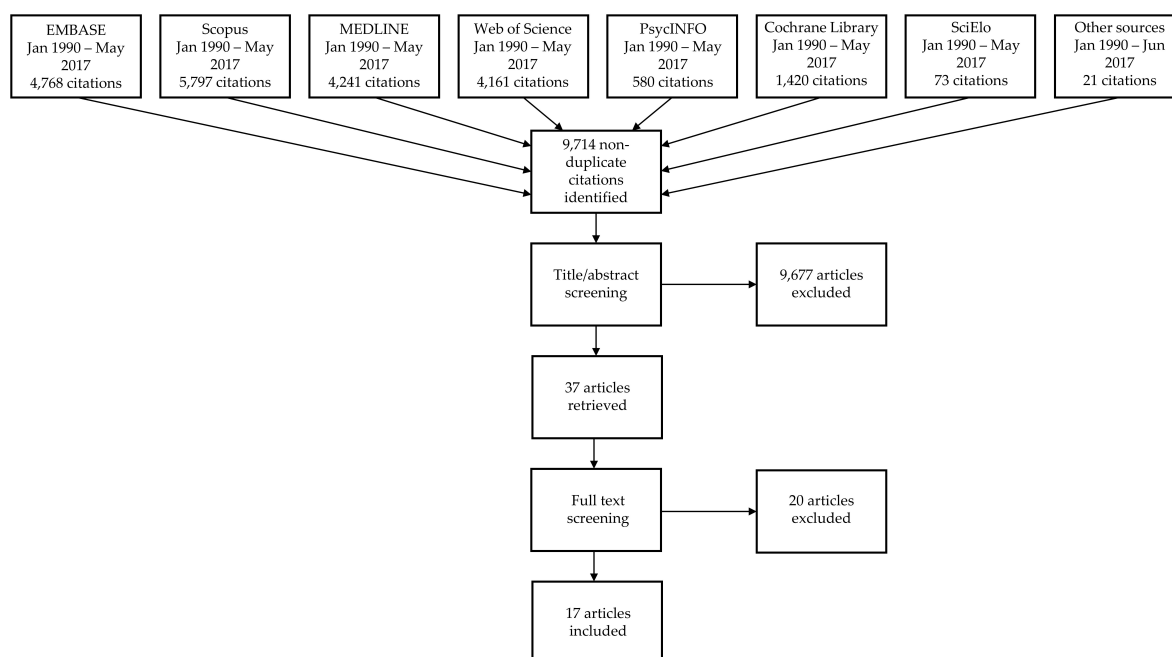 EMBASE
Jan 1990 – May
2017
4,768 citations
Scopus
Jan 1990 – May
2017
5,797 citations
MEDLINE
Jan 1990 – May
2017
4,241 citations
Web of Science
Jan 1990 – May
2017
4,161 citations
PsycINFO
Jan 1990 – May
2017
580 citations
Cochrane Library
Jan 1990 – May
2017
1,420 citations
SciElo
Jan 1990 – May
2017
73 citations
Other sources
Jan 1990 – Jun
2017
21 citations
9,714 non-
duplicate
citations
identified
Title/abstract
screening
9,677 articles
excluded
37 articles
retrieved
Full text
screening
20 articles
excluded
17 articles
included